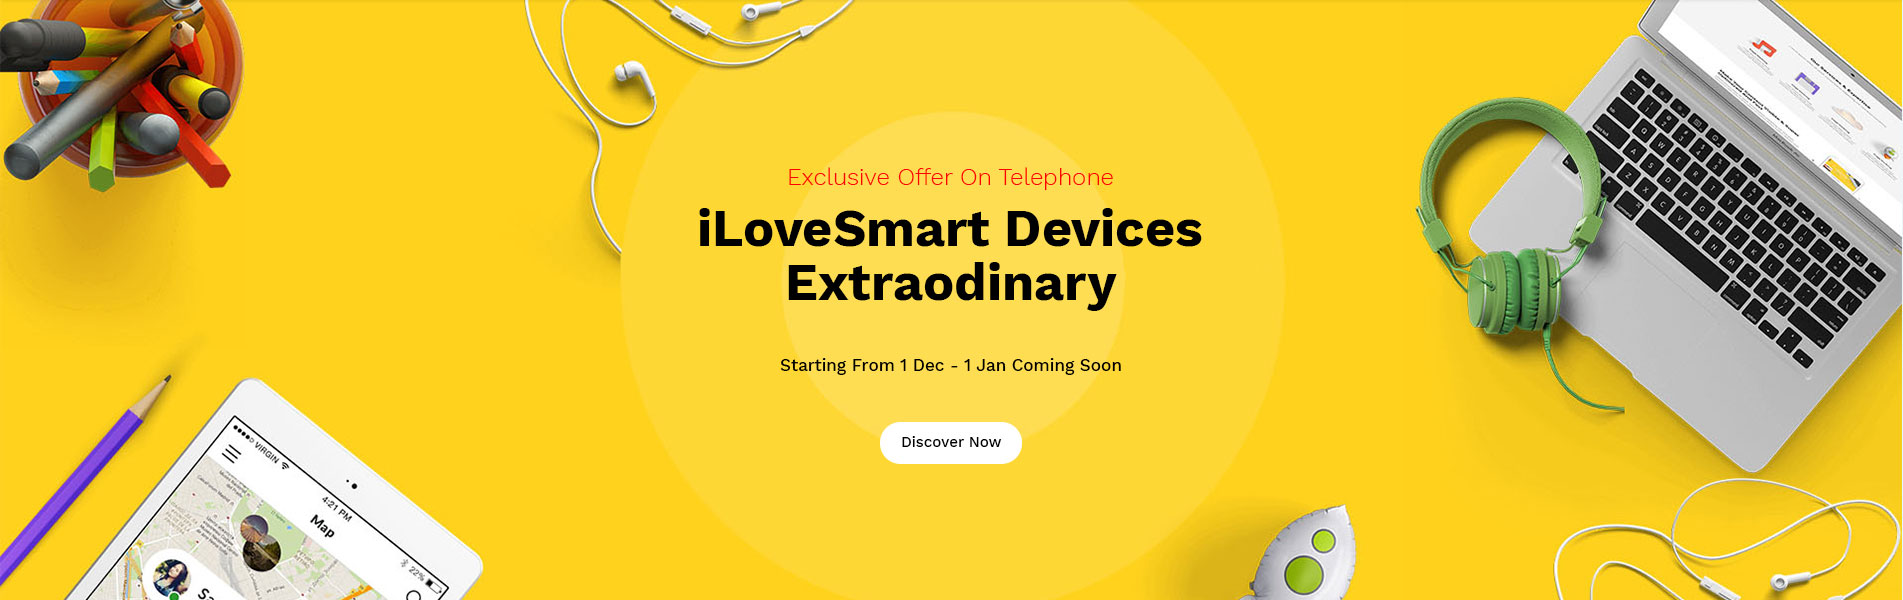 Exclusive Offer On Telephone
iLoveSmart Devices
Extraodinary
Starting From 1 Dec - 1 Jan Coming Soon
Discover Now
VIRGIN
4:21 PM
22%
Map